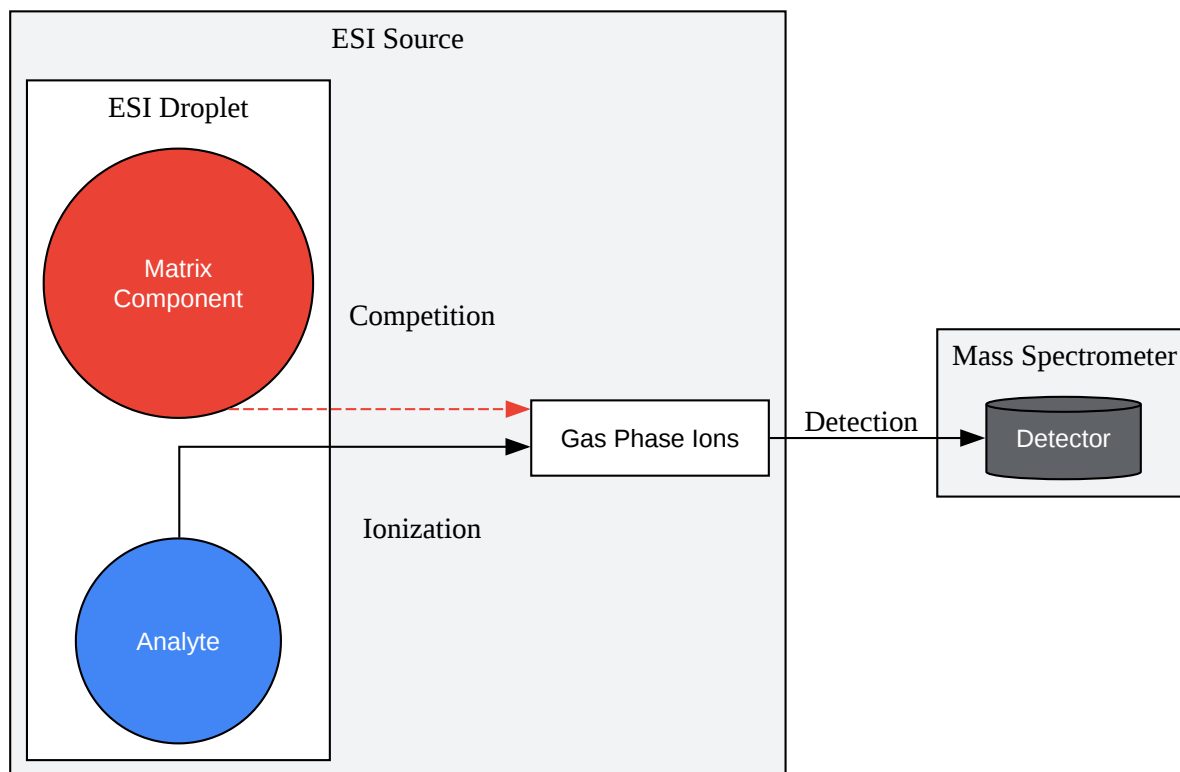 ESI Source
ESI Droplet
Matrix
Component
Competition
Mass Spectrometer
Gas Phase Ions
Detection
Detector
Ionization
Analyte